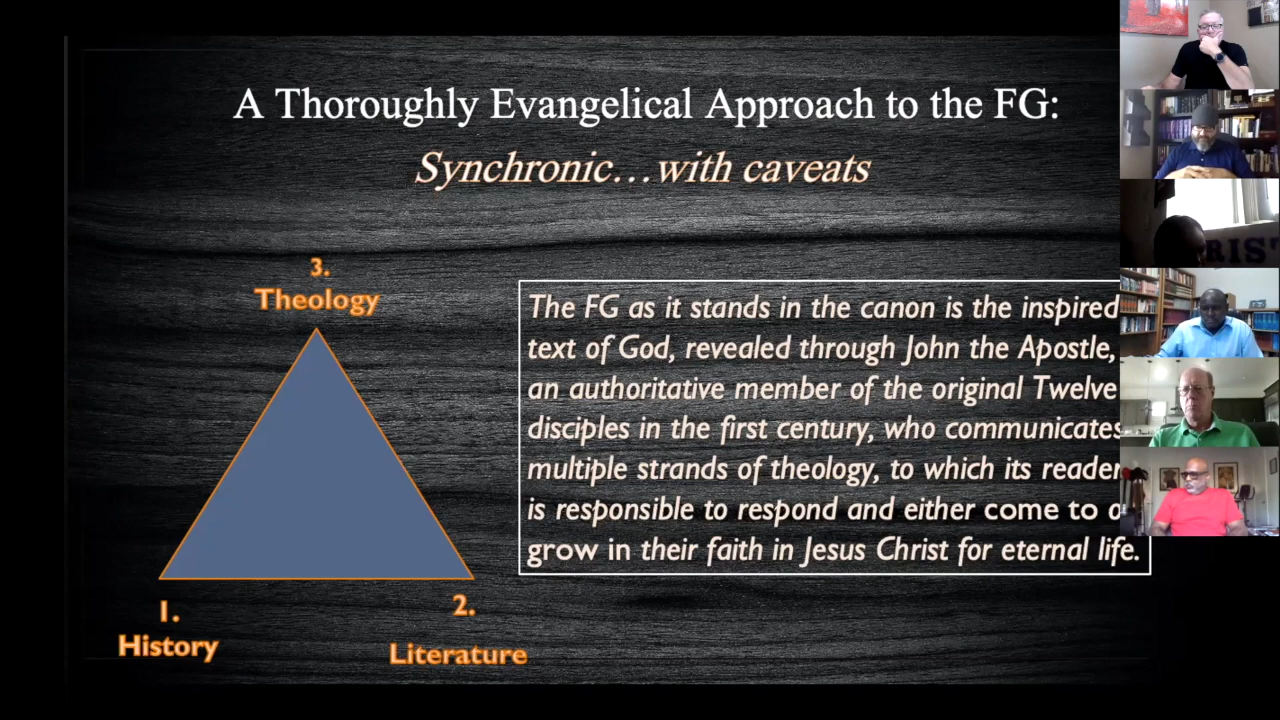 A Thoroughly Evangelical Approach to the FG:
Synchronic…with caveats
3.
Theology
The FG as it stands in the canon is the inspired
text of God, revealed through John the Apostle,
an authoritative member of the original Twelve
disciples in the first century, who communicates
multiple strands of theology, to which its reader
is responsible to respond and either come to
grow in their faith in Jesus Christ for eternal life.
1.
History
2.
Literature